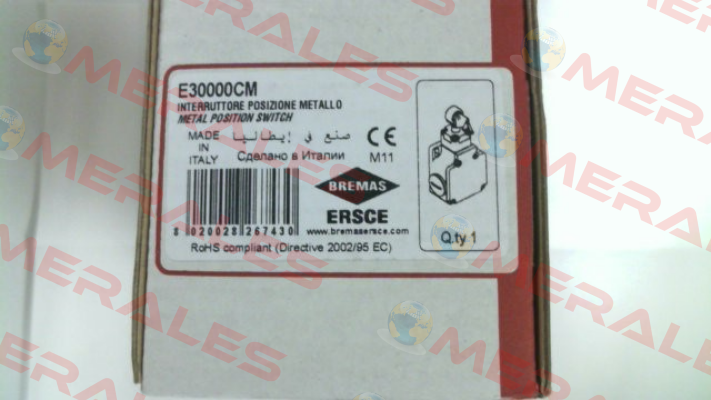 E30000CM
INTERRUTTORE POSIZIONE METALLO
METAL POSITION SWITCH
MADE IN ITALY
صنع في إيطاليا
Сделано в Италии
CE
M11
BREMAS
ERSCE
www.bremasersce.com
8 020028 267430
RoHS compliant (Directive 2002/95 EC)
Q.ty 1
MERALES
MERALES
MERALES
MERALES
MERALES
MERALES